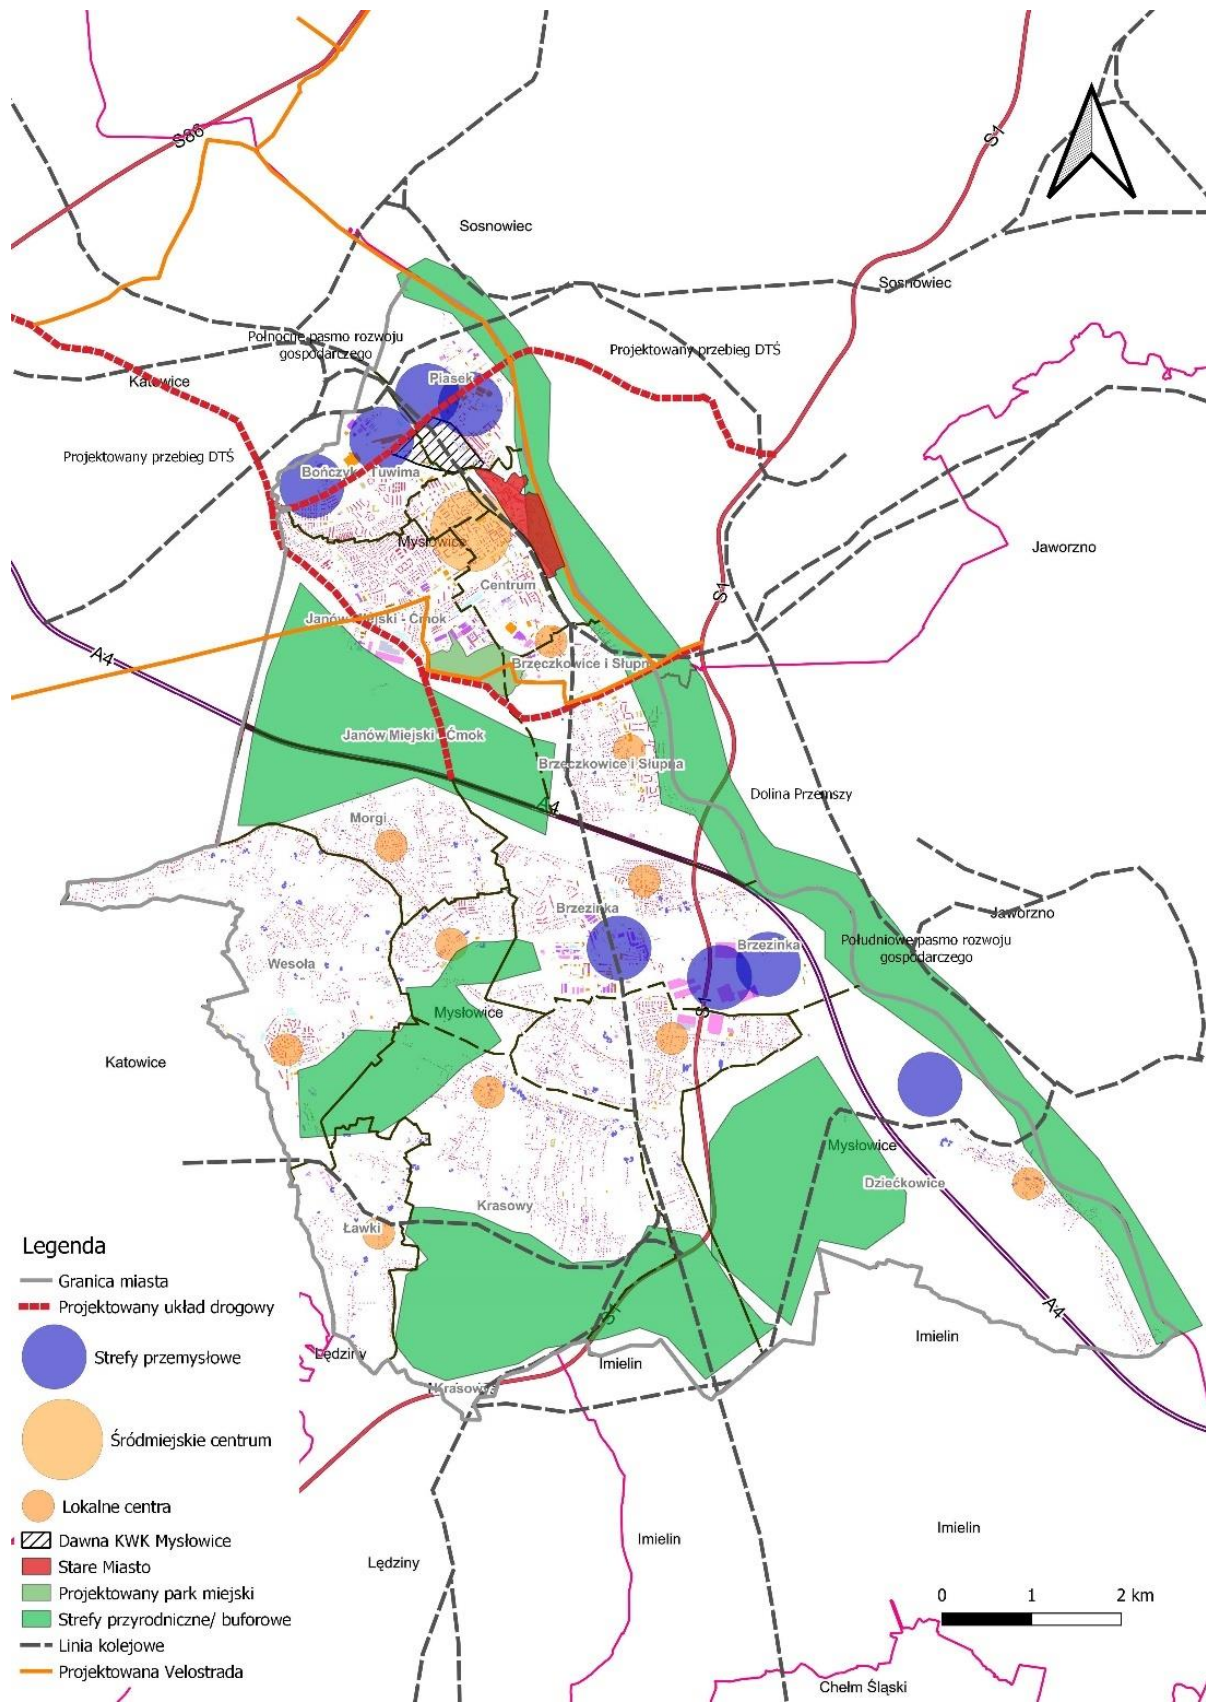 S86
S1
Sosnowiec
Sosnowiec
Północne pasmo rozwoju
gospodarczego
Projektowany przebieg DTŚ
Katowice
Piasek
Projektowany przebieg DTŚ
Bończyk - Tuwima
Mysłowice
Jaworzno
Centrum
S1
Janów Miejski - Ćmok
A4
Brzęczkowice i Słupna
Janów Miejski - Ćmok
Brzęczkowice i Słupna
Dolina Przemszy
A4
Morgi
Brzezinka
Jaworzno
Brzezinka
Południowe pasmo rozwoju
gospodarczego
Wesoła
S1
Mysłowice
Katowice
Mysłowice
Dziećkowice
Krasowy
Ławki
Legenda
Granica miasta
Projektowany układ drogowy
A4
S1
Imielin
Lędziny
Imielin
Strefy przemysłowe
Krasowy
Śródmiejskie centrum
Lokalne centra
Imielin
Imielin
Dawna KWK Mysłowice
Lędziny
Stare Miasto
Projektowany park miejski
0 1 2 km
Strefy przyrodniczne/ buforowe
Linia kolejowe
Projektowana Velostrada
Chełm Śląski